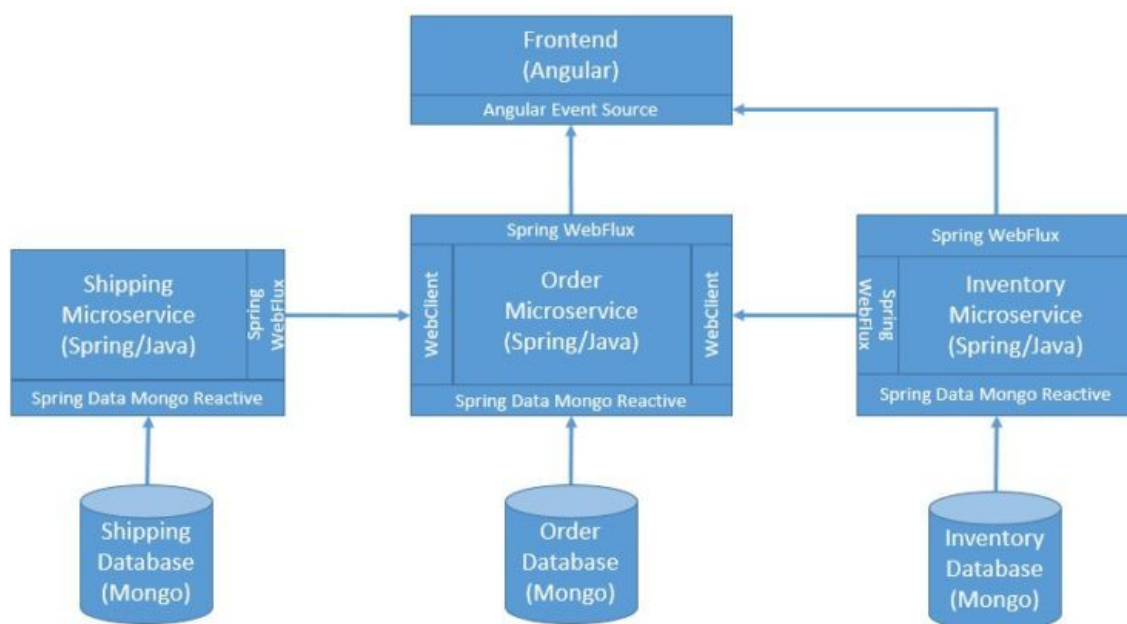 Frontend
(Angular)
Angular Event Source
Spring WebFlux
Spring WebFlux
Shipping
Microservice
(Spring/Java)
Spring
WebFlux
WebClient
Order
Microservice
(Spring/Java)
WebClient
Spring
WebFlux
Inventory
Microservice
(Spring/Java)
Spring Data Mongo Reactive
Spring Data Mongo Reactive
Spring Data Mongo Reactive
Shipping
Database
(Mongo)
Order
Database
(Mongo)
Inventory
Database
(Mongo)